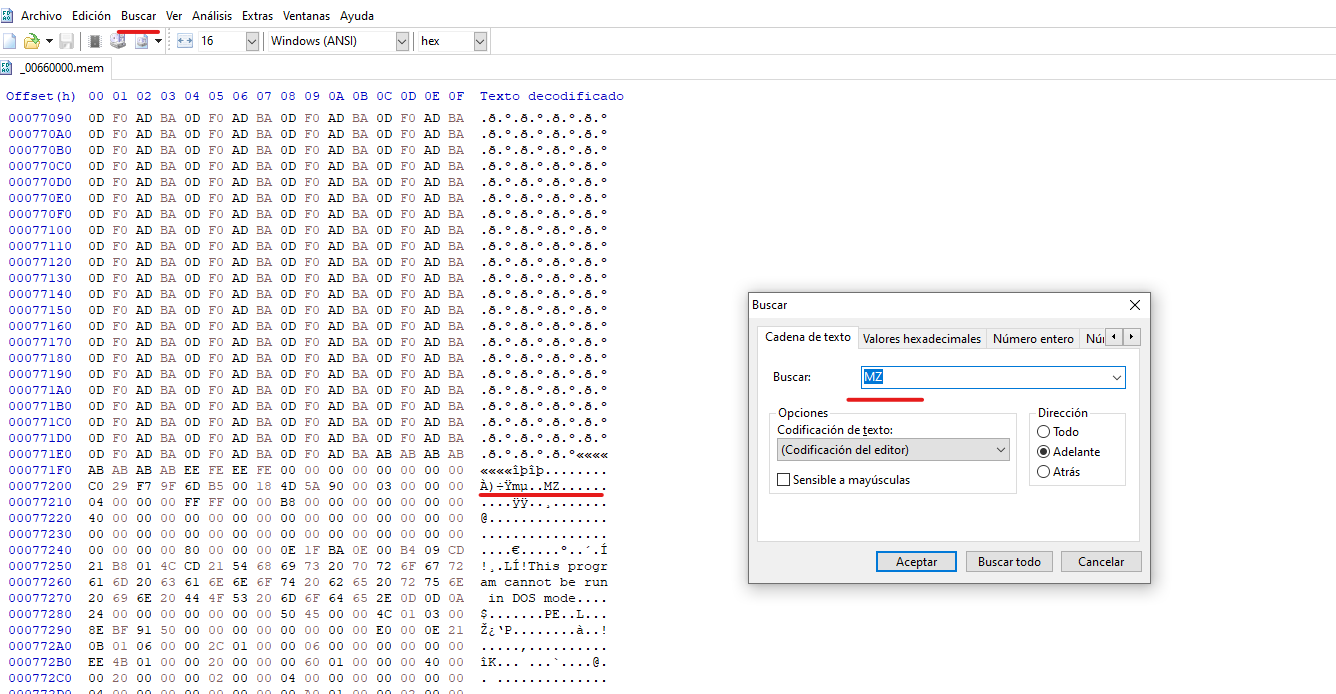 Archivo Edición Buscar Ver Análisis Extras Ventanas Ayuda
16 Windows (ANSI) hex
_00660000.mem
Offset(h) 00 01 02 03 04 05 06 07 08 09 0A 0B 0C 0D 0E 0F Texto decodificado
00077090 0D F0 AD BA 0D F0 AD BA 0D F0 AD BA 0D F0 AD BA .ð.°.ð.°.ð.°.ð.°
000770A0 0D F0 AD BA 0D F0 AD BA 0D F0 AD BA 0D F0 AD BA .ð.°.ð.°.ð.°.ð.°
000770B0 0D F0 AD BA 0D F0 AD BA 0D F0 AD BA 0D F0 AD BA .ð.°.ð.°.ð.°.ð.°
000770C0 0D F0 AD BA 0D F0 AD BA 0D F0 AD BA 0D F0 AD BA .ð.°.ð.°.ð.°.ð.°
000770D0 0D F0 AD BA 0D F0 AD BA 0D F0 AD BA 0D F0 AD BA .ð.°.ð.°.ð.°.ð.°
000770E0 0D F0 AD BA 0D F0 AD BA 0D F0 AD BA 0D F0 AD BA .ð.°.ð.°.ð.°.ð.°
000770F0 0D F0 AD BA 0D F0 AD BA 0D F0 AD BA 0D F0 AD BA .ð.°.ð.°.ð.°.ð.°
00077100 0D F0 AD BA 0D F0 AD BA 0D F0 AD BA 0D F0 AD BA .ð.°.ð.°.ð.°.ð.°
00077110 0D F0 AD BA 0D F0 AD BA 0D F0 AD BA 0D F0 AD BA .ð.°.ð.°.ð.°.ð.°
00077120 0D F0 AD BA 0D F0 AD BA 0D F0 AD BA 0D F0 AD BA .ð.°.ð.°.ð.°.ð.°
00077130 0D F0 AD BA 0D F0 AD BA 0D F0 AD BA 0D F0 AD BA .ð.°.ð.°.ð.°.ð.°
00077140 0D F0 AD BA 0D F0 AD BA 0D F0 AD BA 0D F0 AD BA .ð.°.ð.°.ð.°.ð.°
00077150 0D F0 AD BA 0D F0 AD BA 0D F0 AD BA 0D F0 AD BA .ð.°.ð.°.ð.°.ð.°
00077160 0D F0 AD BA 0D F0 AD BA 0D F0 AD BA 0D F0 AD BA .ð.°.ð.°.ð.°.ð.°
00077170 0D F0 AD BA 0D F0 AD BA 0D F0 AD BA 0D F0 AD BA .ð.°.ð.°.ð.°.ð.°
00077180 0D F0 AD BA 0D F0 AD BA 0D F0 AD BA 0D F0 AD BA .ð.°.ð.°.ð.°.ð.°
00077190 0D F0 AD BA 0D F0 AD BA 0D F0 AD BA 0D F0 AD BA .ð.°.ð.°.ð.°.ð.°
000771A0 0D F0 AD BA 0D F0 AD BA 0D F0 AD BA 0D F0 AD BA .ð.°.ð.°.ð.°.ð.°
000771B0 0D F0 AD BA 0D F0 AD BA 0D F0 AD BA 0D F0 AD BA .ð.°.ð.°.ð.°.ð.°
000771C0 0D F0 AD BA 0D F0 AD BA 0D F0 AD BA 0D F0 AD BA .ð.°.ð.°.ð.°.ð.°
000771D0 0D F0 AD BA 0D F0 AD BA 0D F0 AD BA 0D F0 AD BA .ð.°.ð.°.ð.°.ð.°
000771E0 0D F0 AD BA 0D F0 AD BA 0D F0 AD BA AB AB AB AB .ð.°.ð.°.ð.°««««
000771F0 AB AB AB AB EE FE EE FE 00 00 00 00 00 00 00 00 ««««îþîþ........
00077200 C0 29 F7 9F 6D B5 00 18 4D 5A 90 00 03 00 00 00 À)÷Ÿmµ..MZ......
00077210 04 00 00 00 FF FF 00 00 B8 00 00 00 00 00 00 00 ....ÿÿ..¸.......
00077220 40 00 00 00 00 00 00 00 00 00 00 00 00 00 00 00 @...............
00077230 00 00 00 00 00 00 00 00 00 00 00 00 00 00 00 00 ................
00077240 00 00 00 00 80 00 00 00 0E 1F BA 0E 00 B4 09 CD ....€.....º..´.Í
00077250 21 B8 01 4C CD 21 54 68 69 73 20 70 72 6F 67 72 !¸.LÍ!This progr
00077260 61 6D 20 63 61 6E 6E 6F 74 20 62 65 20 72 75 6E am cannot be run
00077270 20 69 6E 20 44 4F 53 20 6D 6F 64 65 2E 0D 0D 0A in DOS mode....
00077280 24 00 00 00 00 00 00 00 50 45 00 00 4C 01 03 00 $.......PE..L...
00077290 8E BF 91 50 00 00 00 00 00 00 00 00 E0 00 0E 21 Ž¿‘P........à..!
000772A0 0B 01 06 00 00 2C 01 00 00 06 00 00 00 00 00 00 .....,..........
000772B0 EE 4B 01 00 00 20 00 00 00 60 01 00 00 00 40 00 îK... ...`....@.
000772C0 00 20 00 00 00 02 00 00 04 00 00 00 00 00 00 00 . ..............
000772D0 04 00 00 00 00 00 00 00 00 A0 01 00 00 02 00 00
Buscar
Cadena de texto Valores hexadecimales Número entero Núr
Buscar: MZ
Opciones Dirección
Codificación de texto: Todo
(Codificación del editor) Adelante
Sensible a mayúsculas Atrás
Aceptar Buscar todo Cancelar